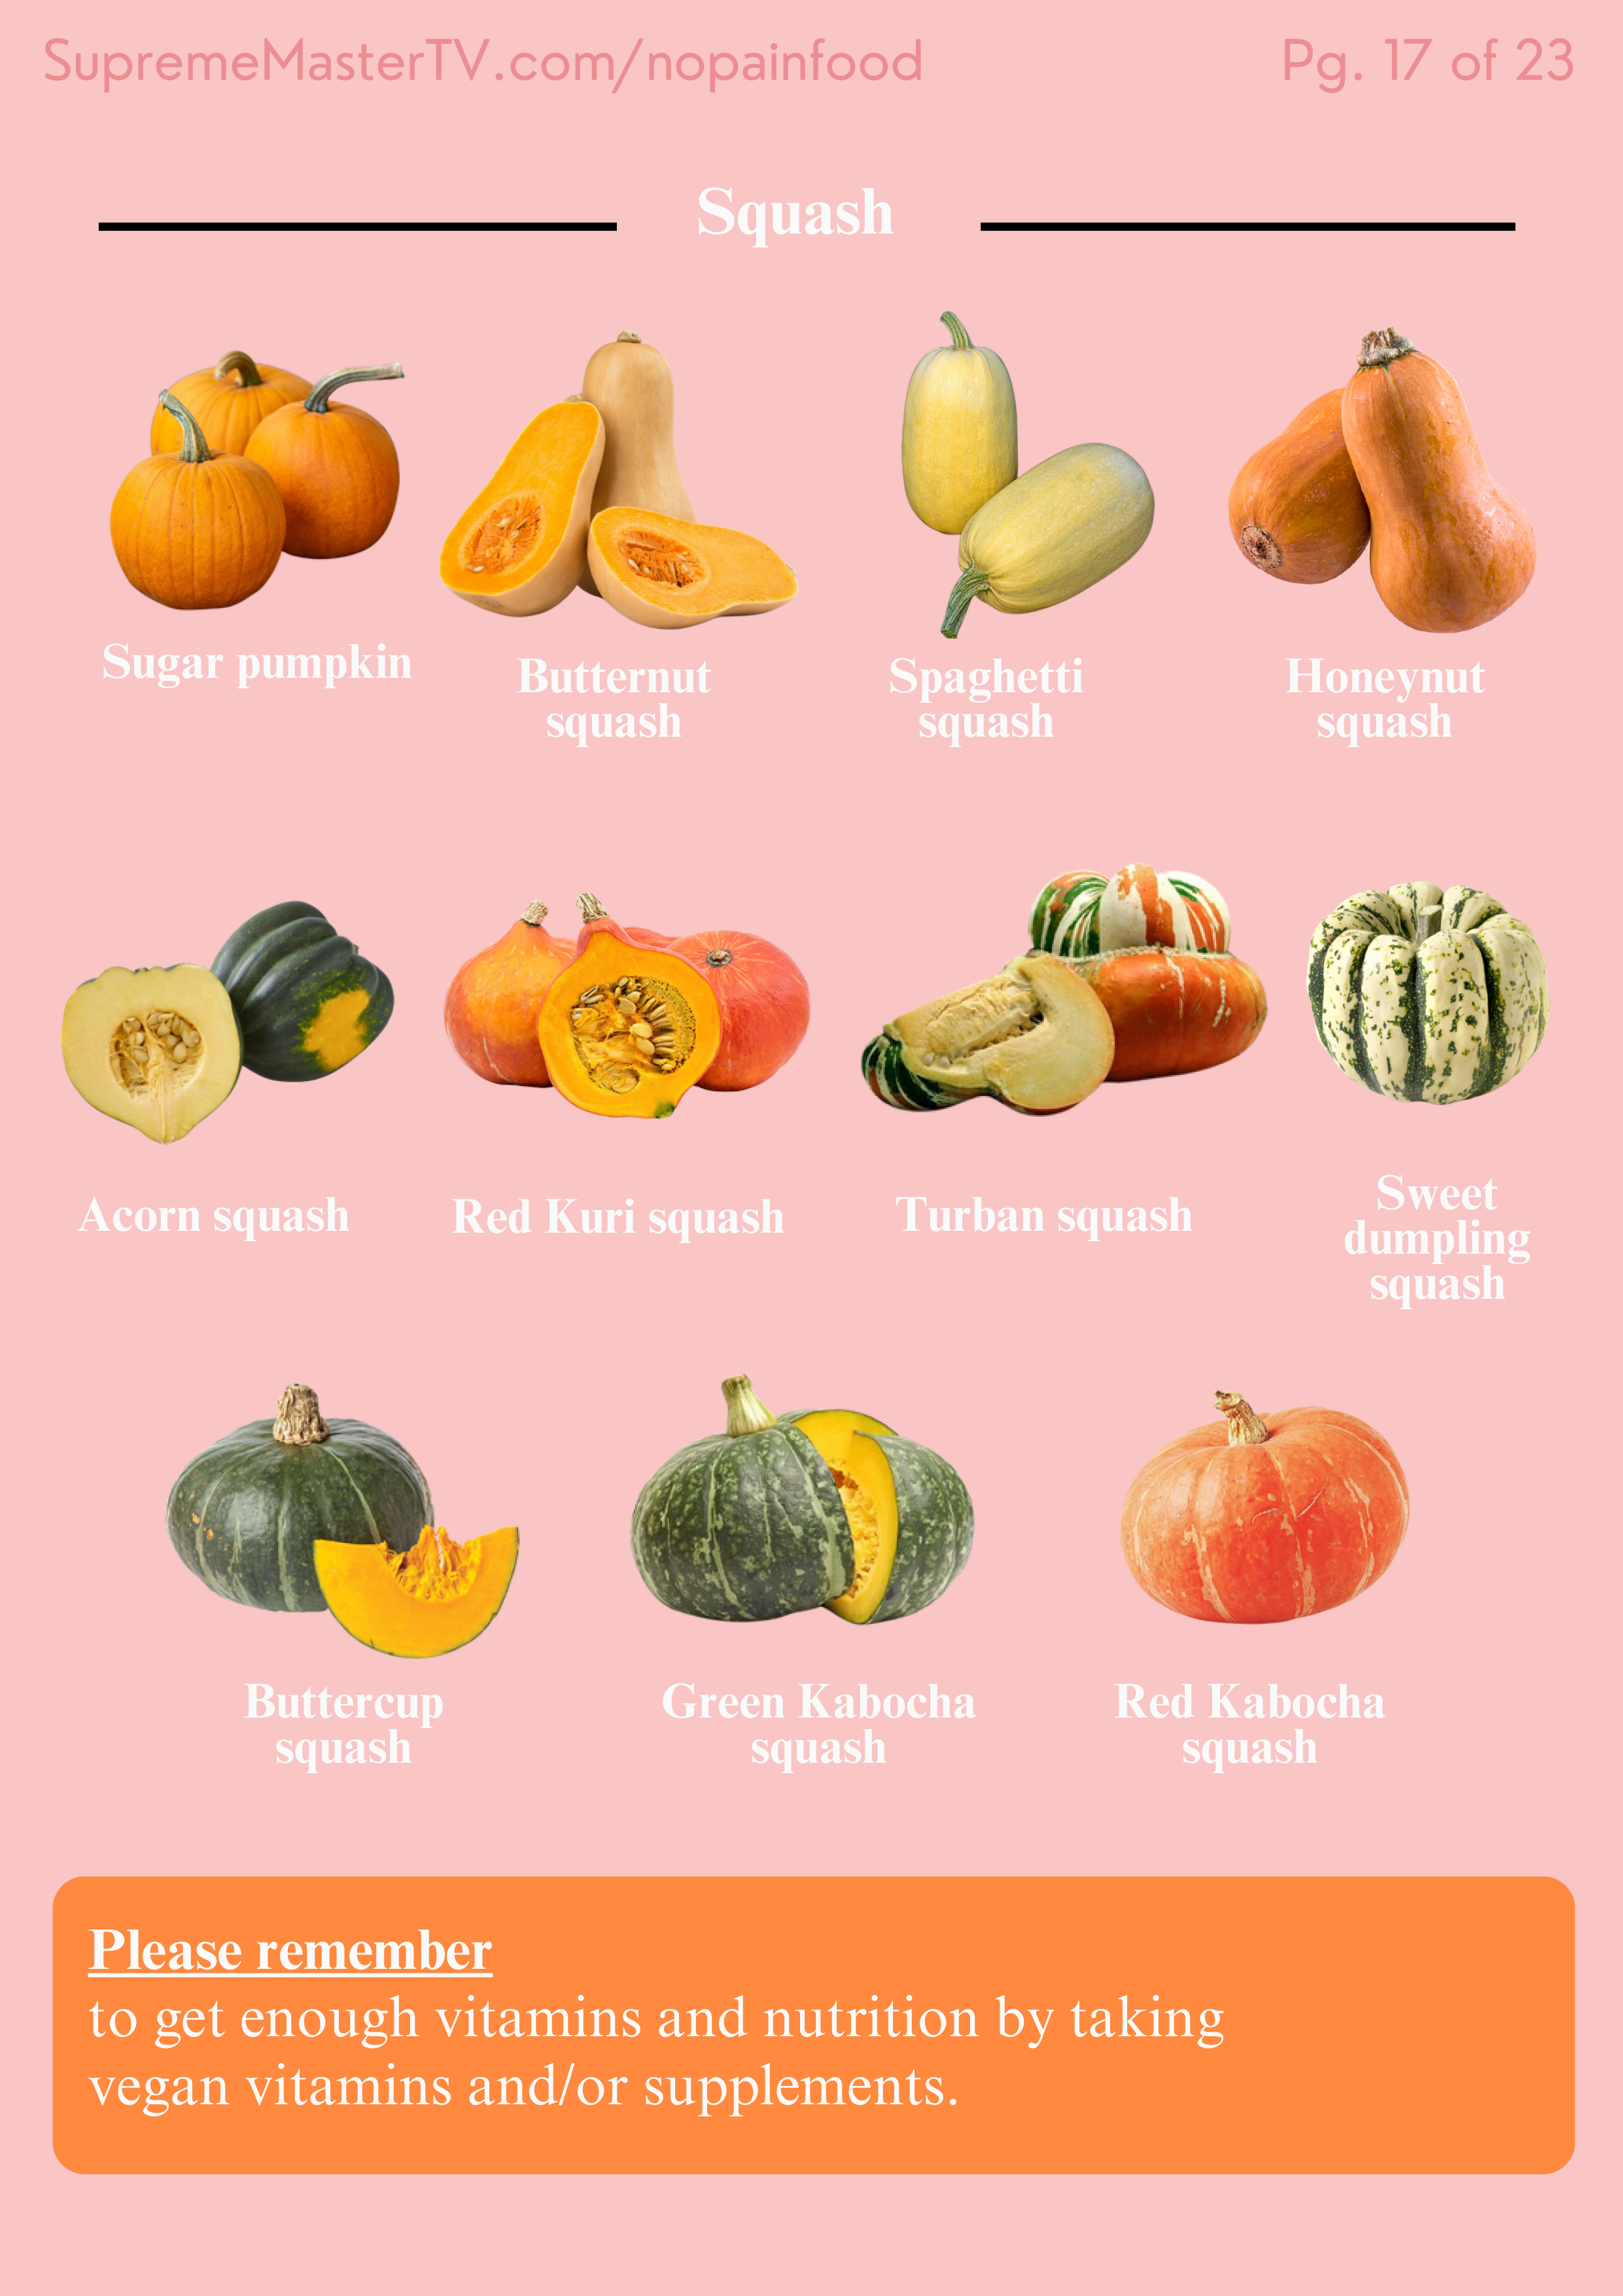 SupremeMasterTV.com/nopainfood
Pg. 17 of 23
Squash
Sugar pumpkin
Butternut
squash
Spaghetti
squash
Honeynut
squash
Acorn squash
Red Kuri squash
Turban squash
Sweet
dumpling
squash
Buttercup
squash
Green Kabocha
squash
Red Kabocha
squash
Please remember
to get enough vitamins and nutrition by taking
vegan vitamins and/or supplements.